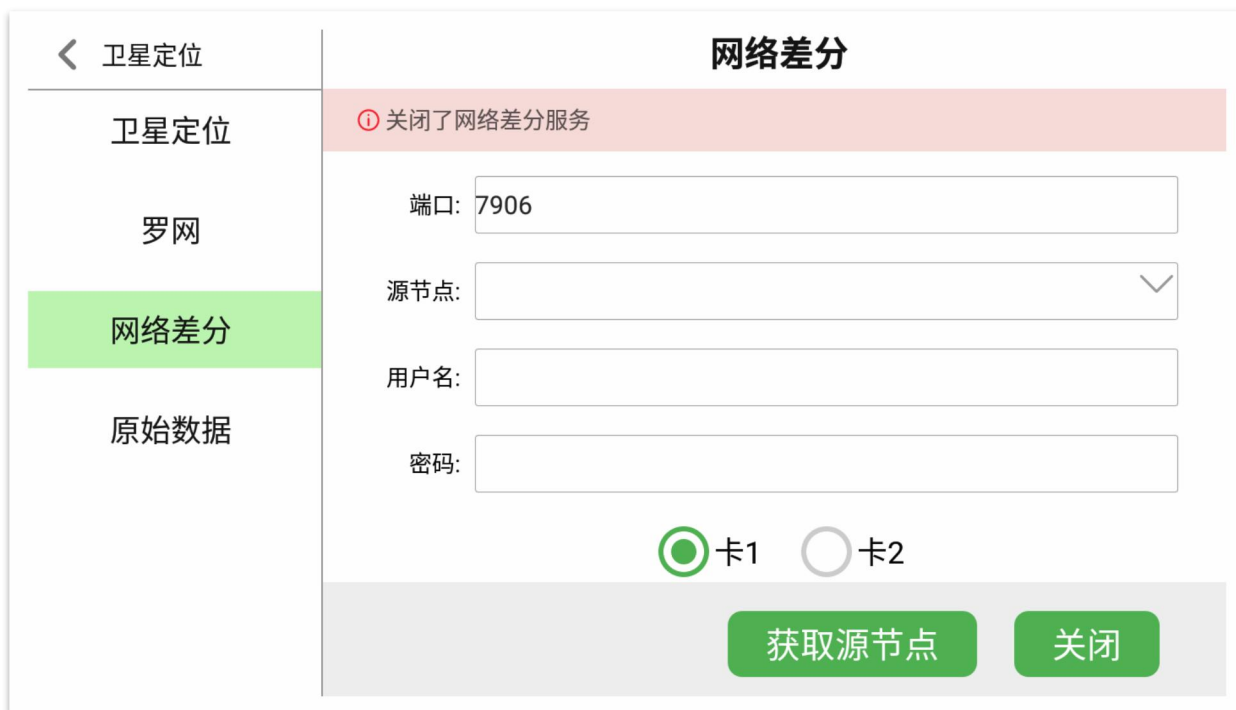 卫星定位
网络差分
卫星定位
罗网
网络差分
原始数据
关闭了网络差分服务
端口: 7906
源节点:
用户名:
密码:
卡1 卡2
获取源节点 关闭